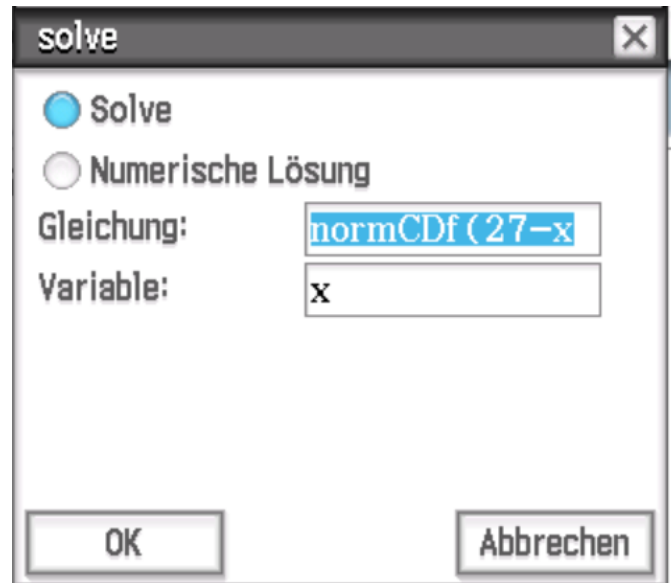 solve
Solve
Numerische Lösung
Gleichung: normCDf(27−x
Variable: x
OK Abbrechen